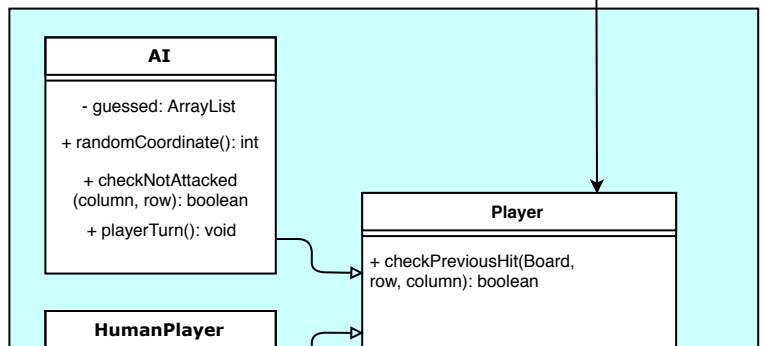 AI
- guessed: ArrayList
+ randomCoordinate(): int
+ checkNotAttacked
(column, row): boolean
+ playerTurn(): void
Player
+ checkPreviousHit(Board,
row, column): boolean
HumanPlayer